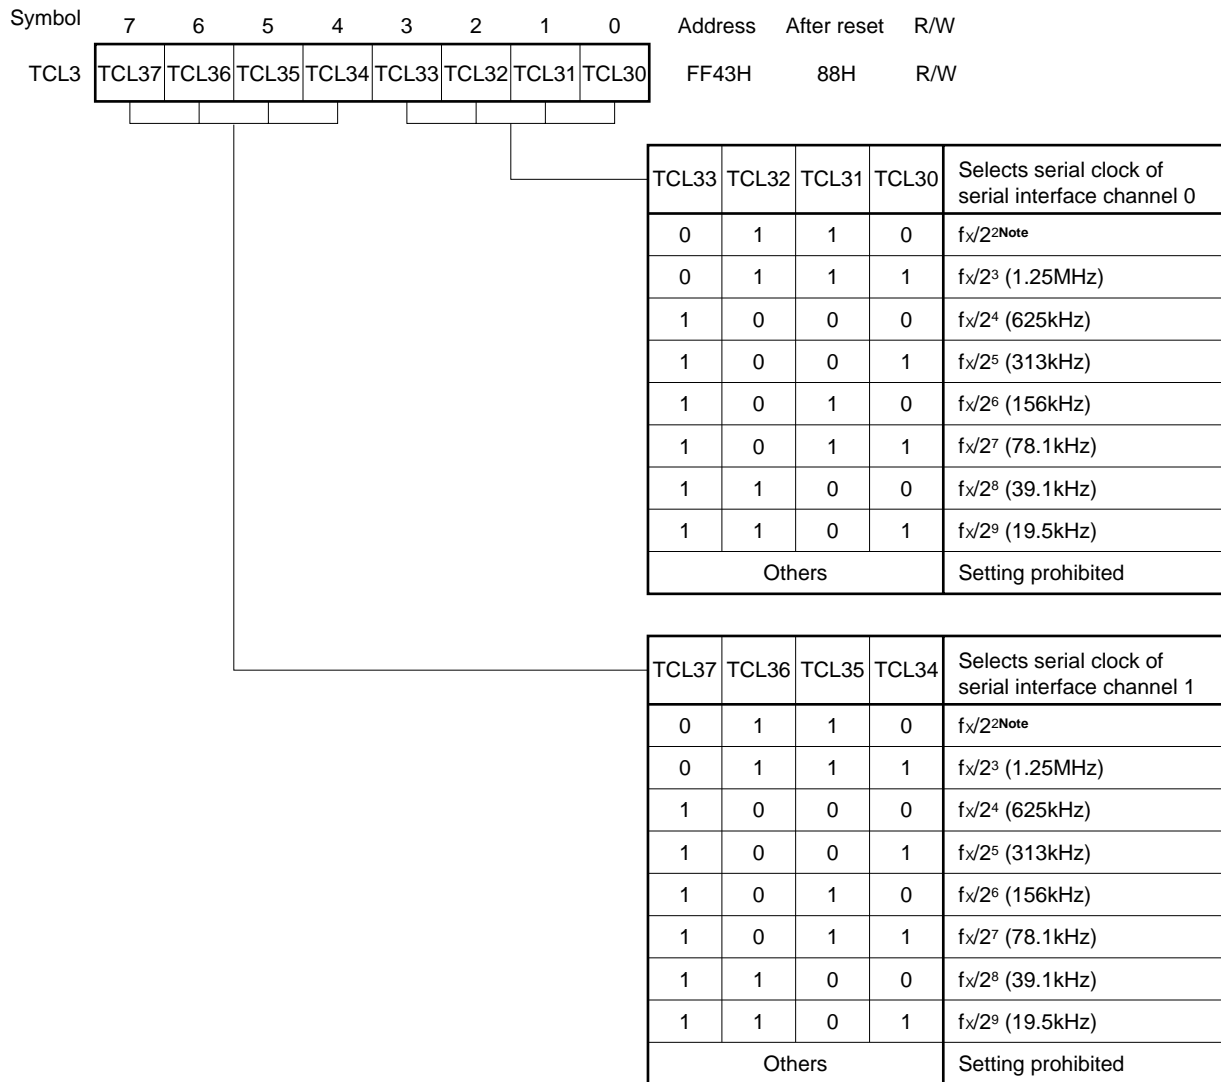 Symbol 7 6 5 4 3 2 1 0 Address After reset R/W
TCL3 TCL37 TCL36 TCL35 TCL34 TCL33 TCL32 TCL31 TCL30 FF43H 88H R/W
TCL33 TCL32 TCL31 TCL30 Selects serial clock of
serial interface channel 0
0 1 1 0 fx/2²Note
0 1 1 1 fx/2³ (1.25MHz)
1 0 0 0 fx/2⁴ (625kHz)
1 0 0 1 fx/2⁵ (313kHz)
1 0 1 0 fx/2⁶ (156kHz)
1 0 1 1 fx/2⁷ (78.1kHz)
1 1 0 0 fx/2⁸ (39.1kHz)
1 1 0 1 fx/2⁹ (19.5kHz)
Others Setting prohibited
TCL37 TCL36 TCL35 TCL34 Selects serial clock of
serial interface channel 1
0 1 1 0 fx/2²Note
0 1 1 1 fx/2³ (1.25MHz)
1 0 0 0 fx/2⁴ (625kHz)
1 0 0 1 fx/2⁵ (313kHz)
1 0 1 0 fx/2⁶ (156kHz)
1 0 1 1 fx/2⁷ (78.1kHz)
1 1 0 0 fx/2⁸ (39.1kHz)
1 1 0 1 fx/2⁹ (19.5kHz)
Others Setting prohibited